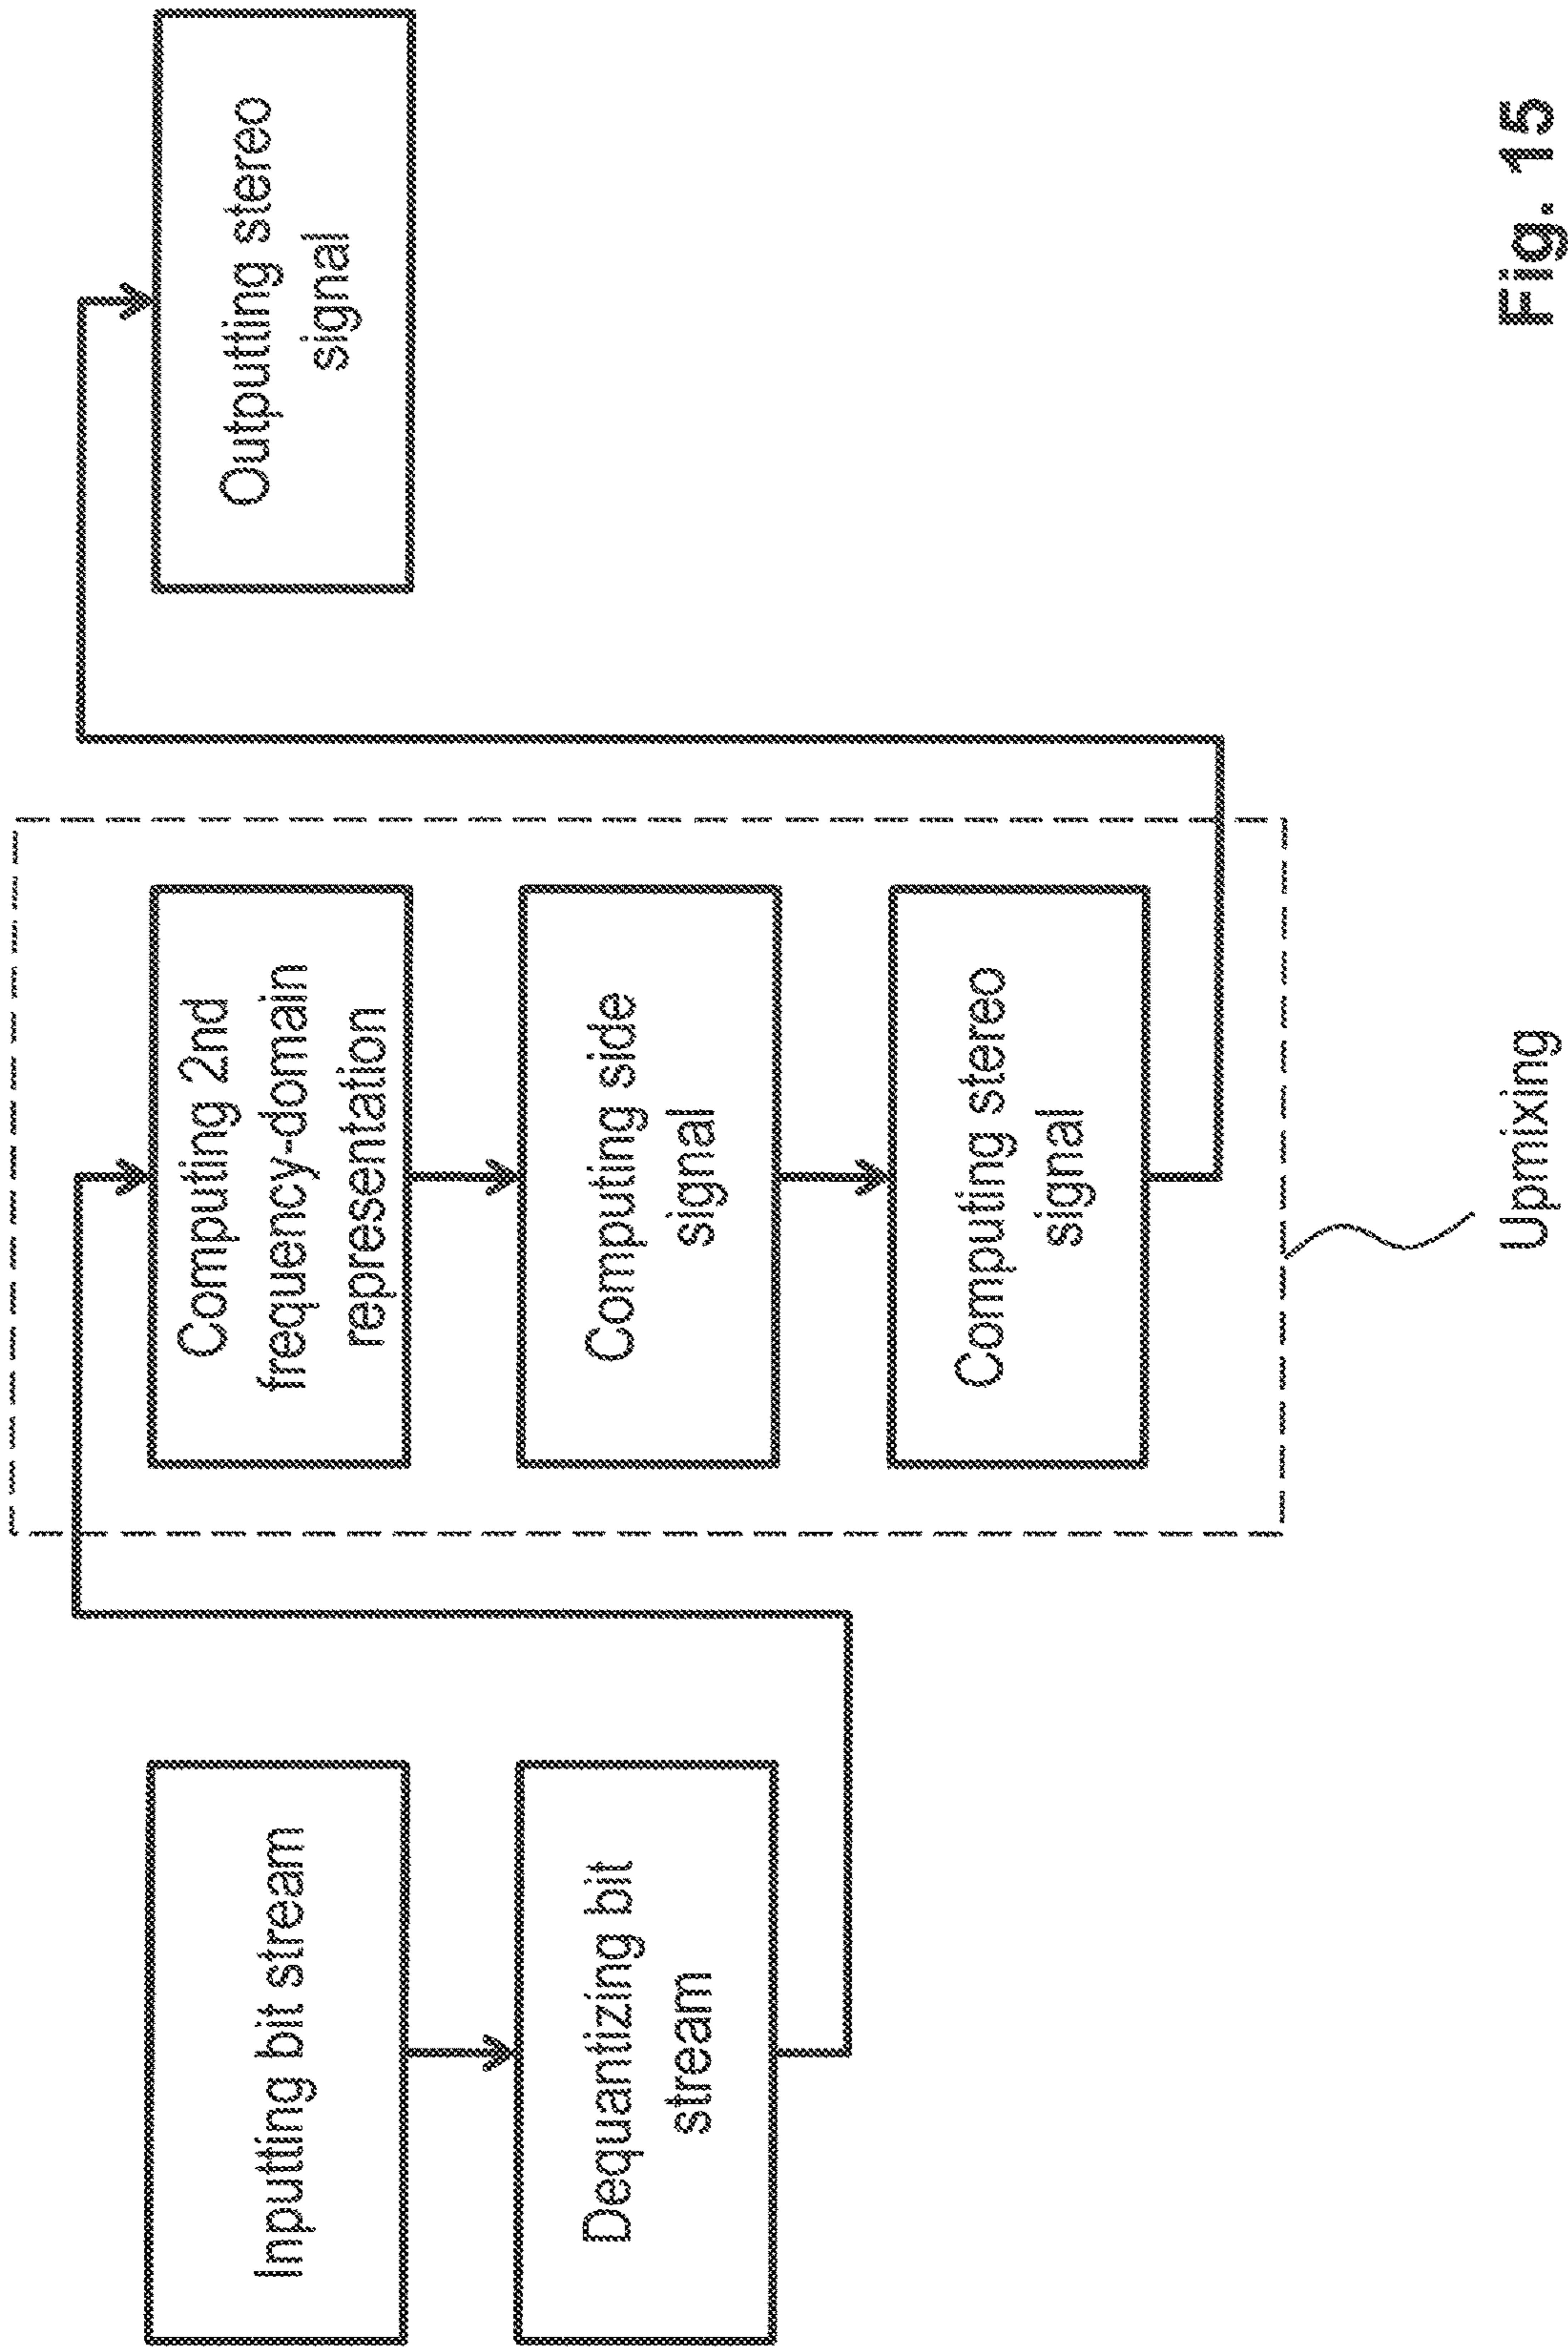 Inputting bit stream
Dequantizing bit
stream
Computing 2nd
frequency-domain
representation
Computing side
signal
Computing stereo
signal
Upmixing
Outputting stereo
signal
Fig. 15